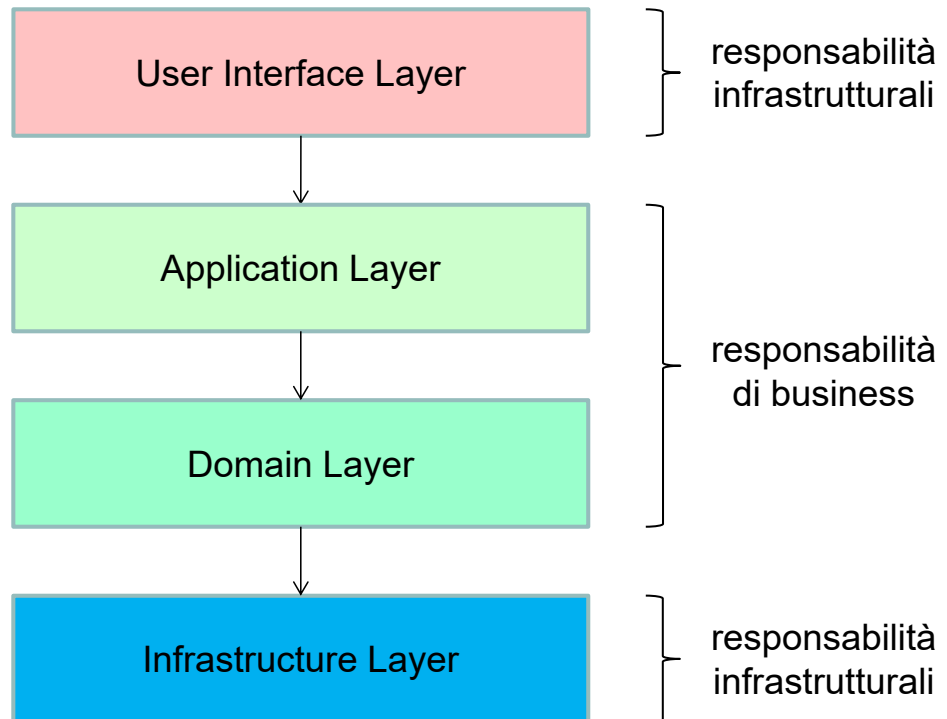 User Interface Layer
responsabilità
infrastrutturali
Application Layer
responsabilità
di business
Domain Layer
Infrastructure Layer
responsabilità
infrastrutturali